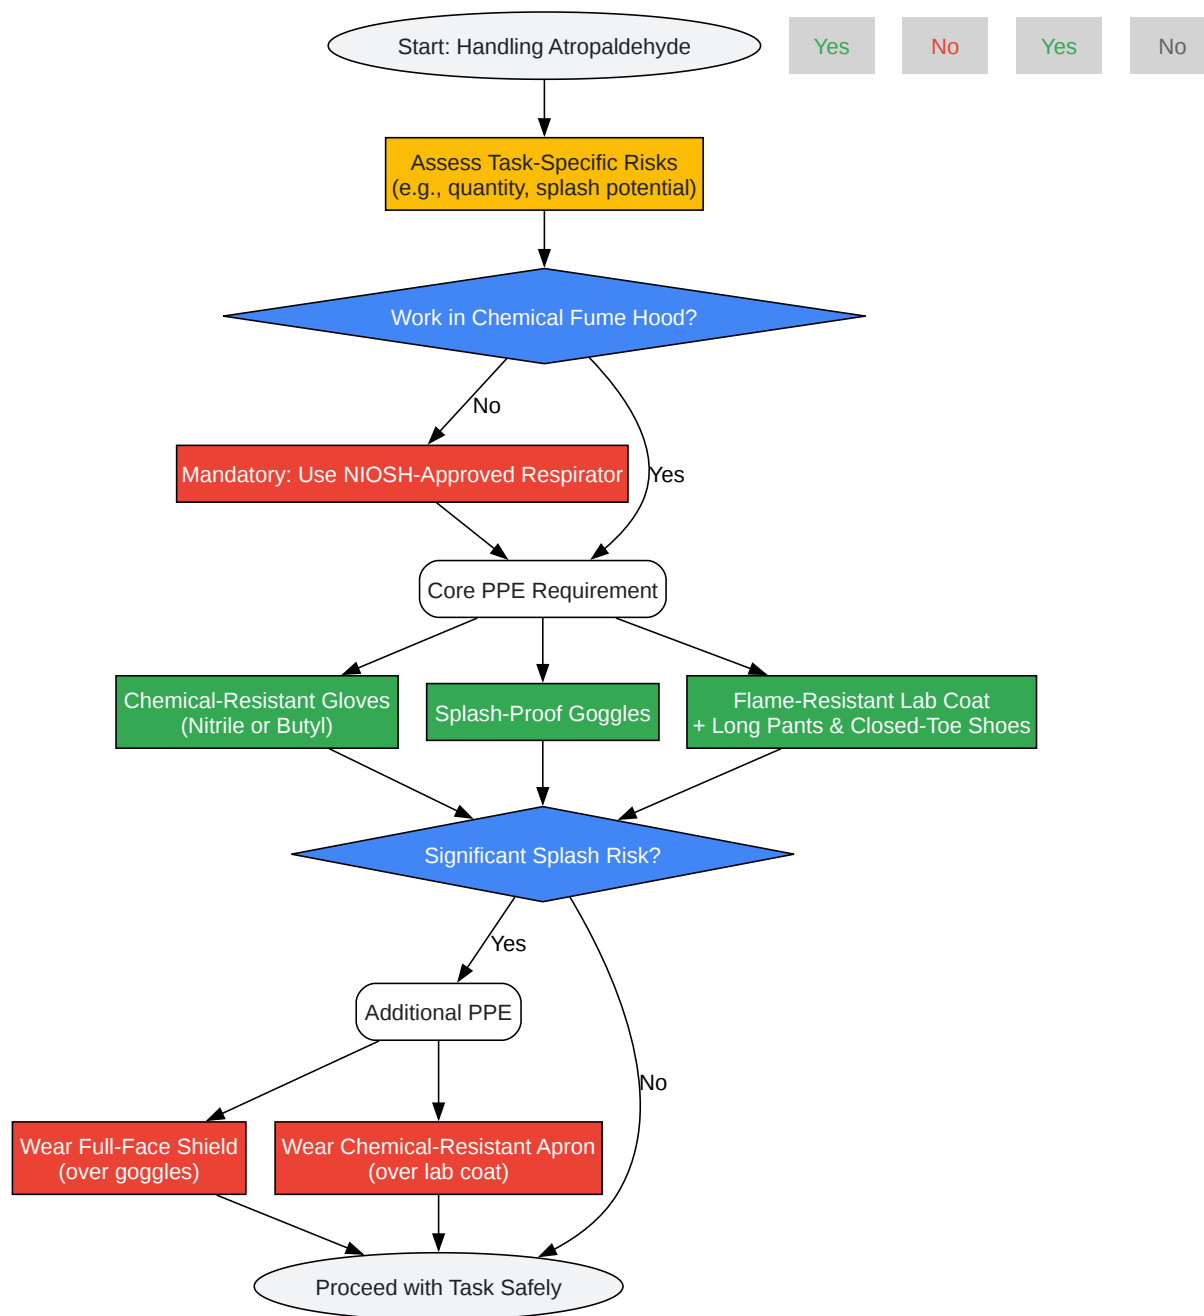 Start: Handling Atropaldehyde
Yes
No
Yes
No
Assess Task-Specific Risks
(e.g., quantity, splash potential)
Work in Chemical Fume Hood?
No
Mandatory: Use NIOSH-Approved Respirator
Yes
Core PPE Requirement
Chemical-Resistant Gloves
(Nitrile or Butyl)
Splash-Proof Goggles
Flame-Resistant Lab Coat
+ Long Pants & Closed-Toe Shoes
Significant Splash Risk?
Yes
Additional PPE
No
Wear Full-Face Shield
(over goggles)
Wear Chemical-Resistant Apron
(over lab coat)
Proceed with Task Safely